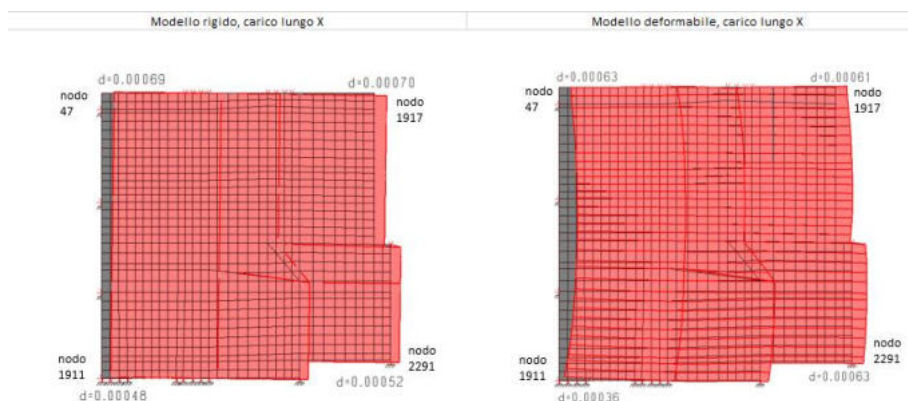 Modello rigido, carico lungo X
Modello deformabile, carico lungo X
d=0.00069
d=0.00070
nodo
47
nodo
1917
nodo
1911
nodo
2291
d=0.00048
d=0.00052
d=0.00063
d=0.00061
nodo
47
nodo
1917
nodo
1911
nodo
2291
d=0.00036
d=0.00063